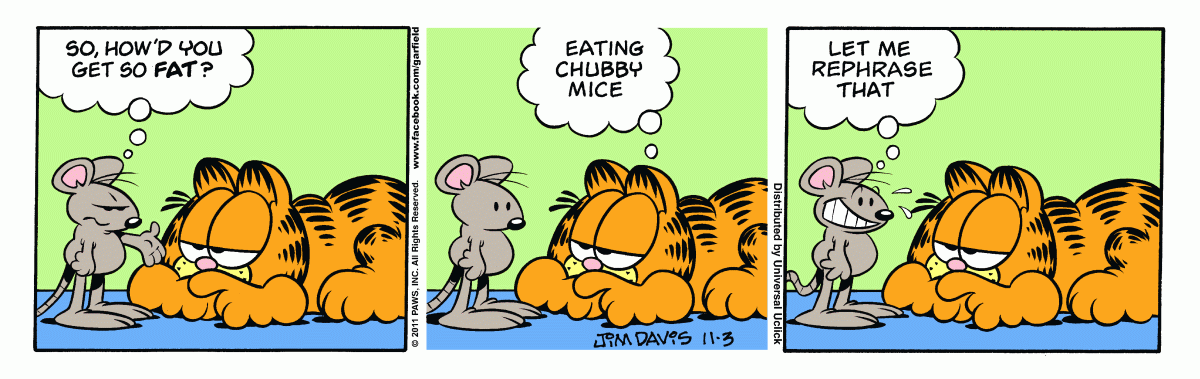 SO, HOW'D YOU
GET SO FAT?
© 2011 PAWS, INC. All Rights Reserved. www.facebook.com/garfield
EATING
CHUBBY
MICE
JIM DAVIS 11·3
Distributed by Universal Uclick
LET ME
REPHRASE
THAT